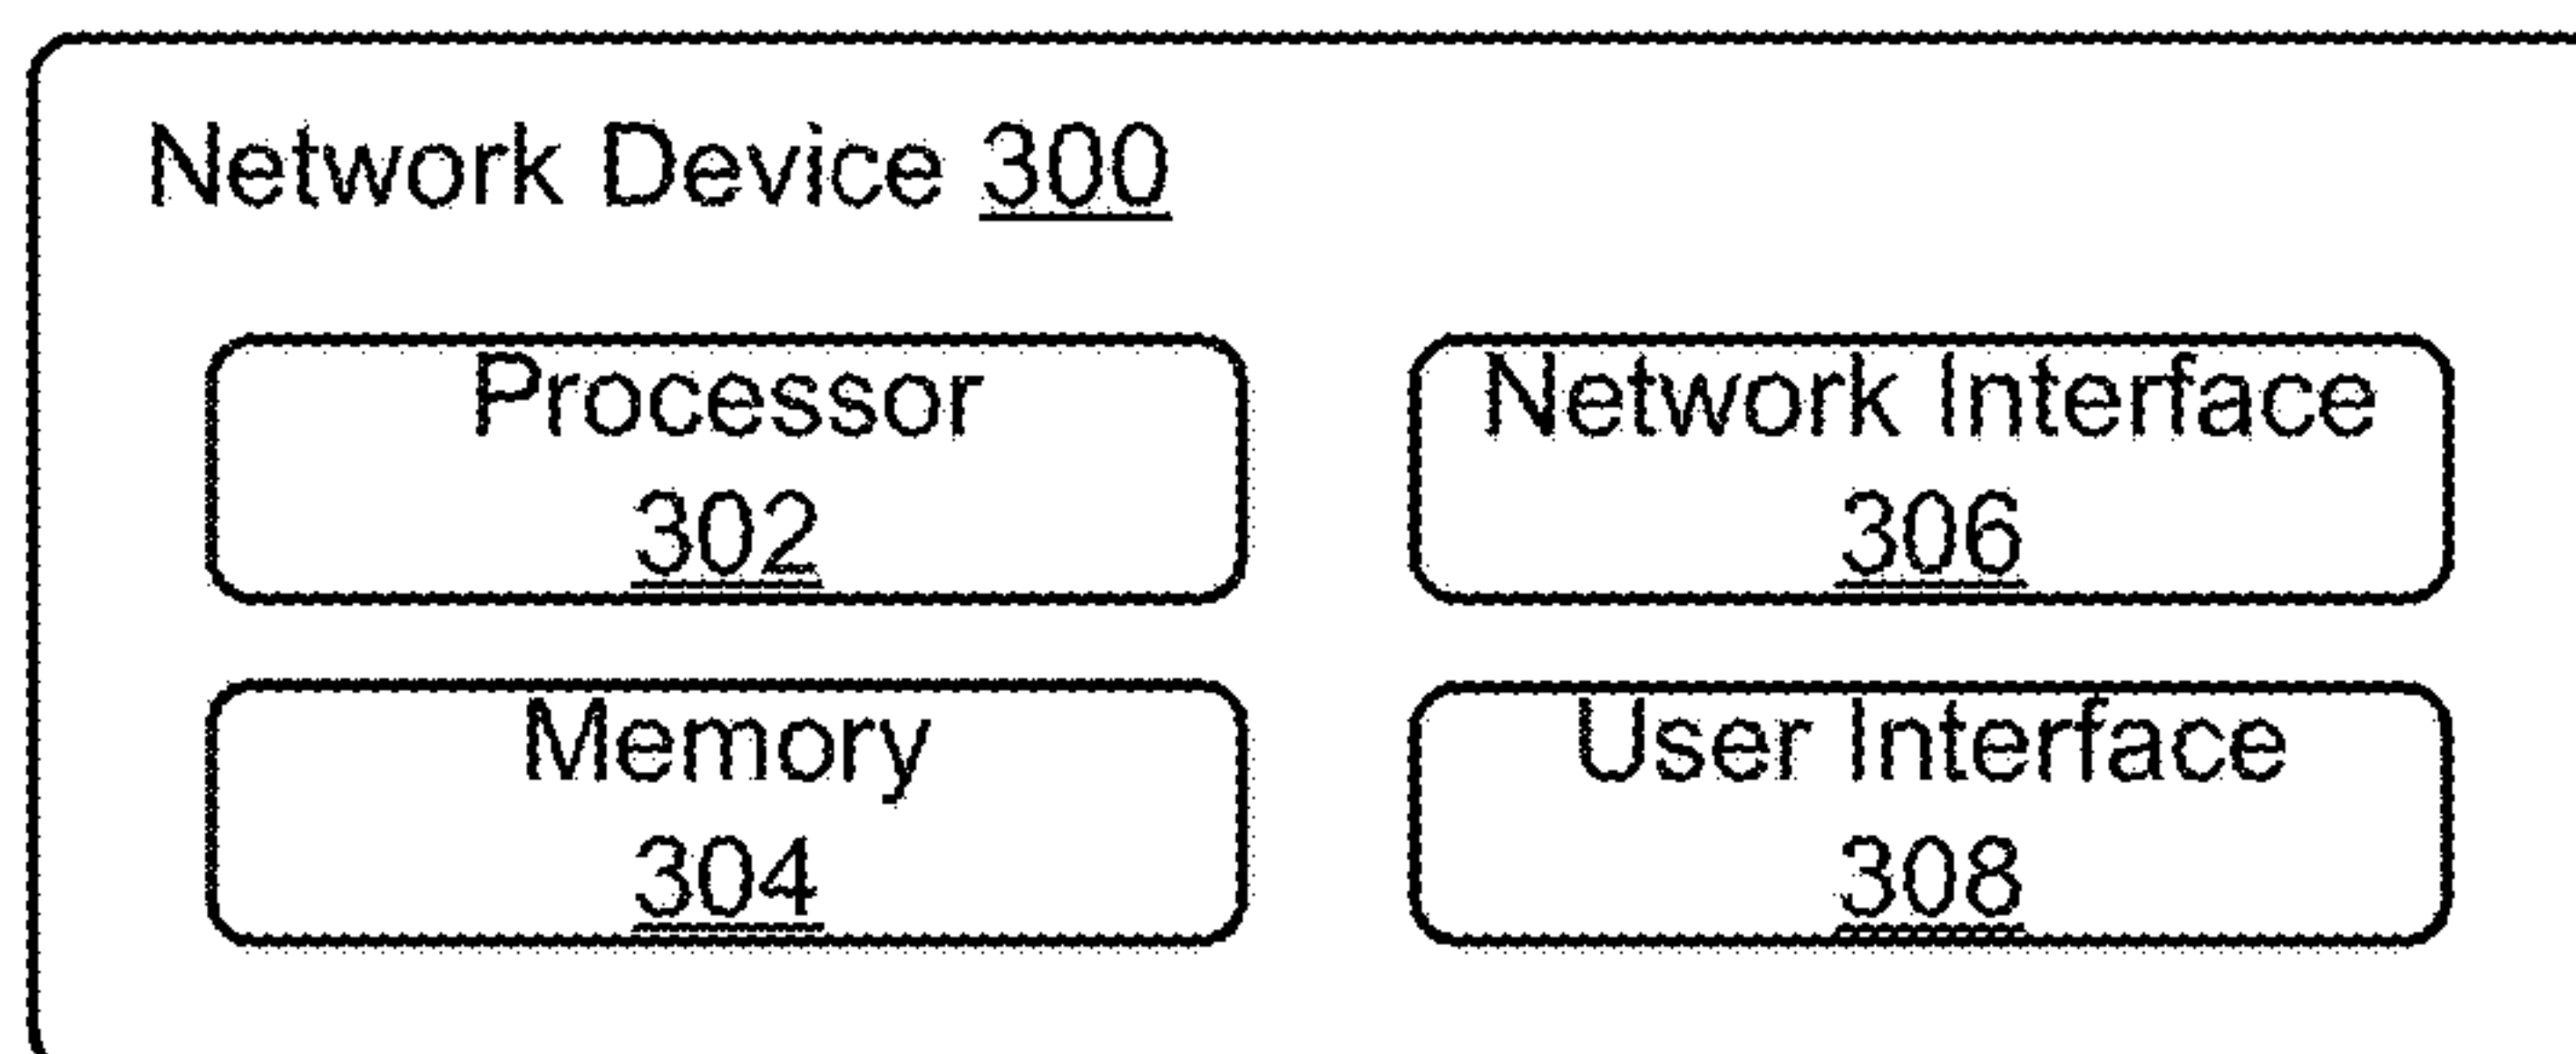 Network Device 300
Processor
302
Network Interface
306
Memory
304
User Interface
308